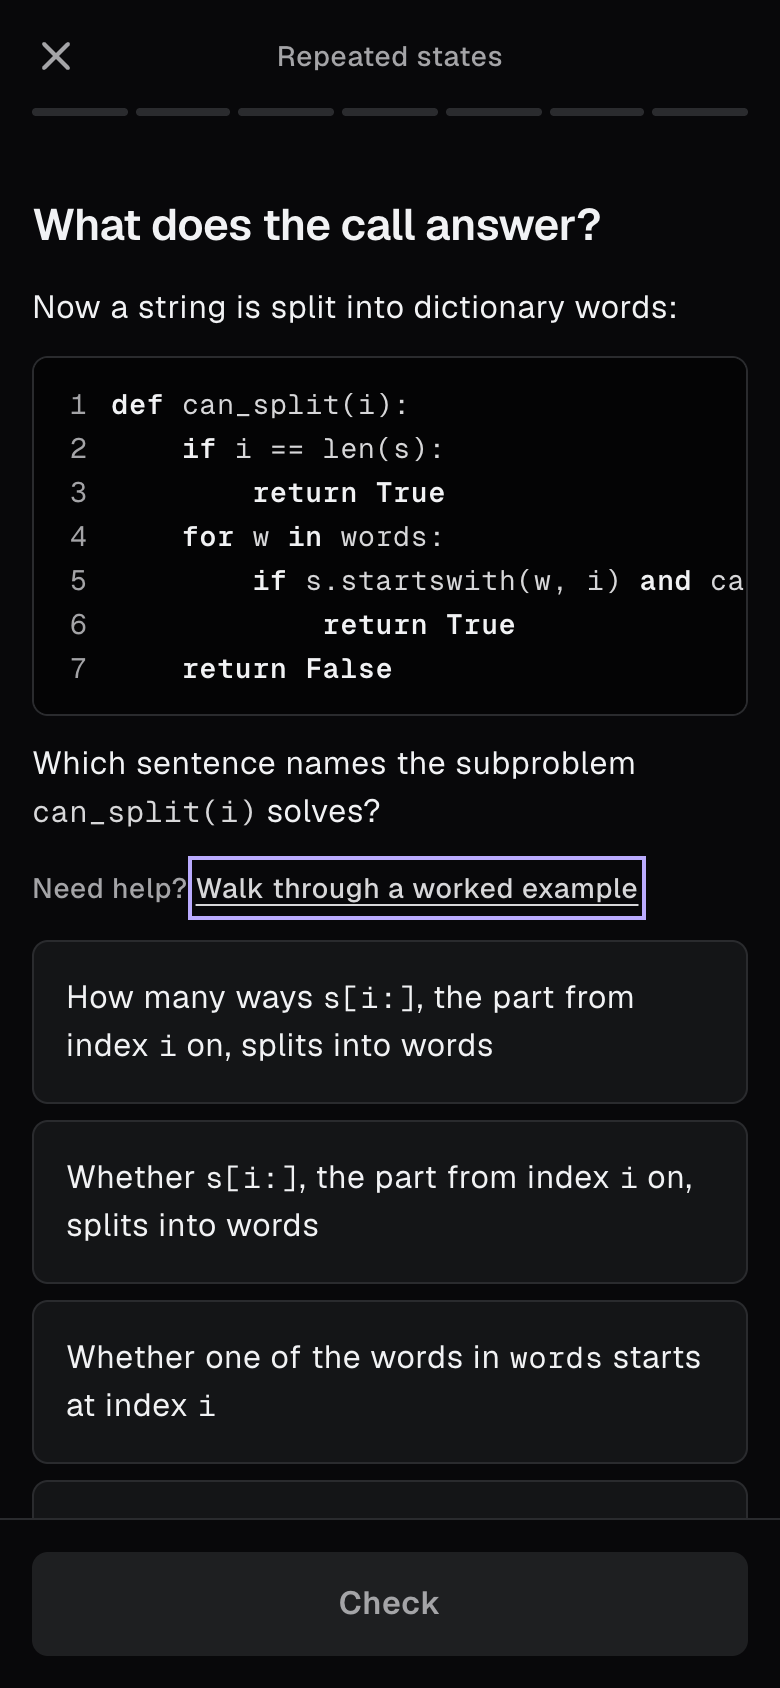 Repeated states
What does the call answer?
Now a string is split into dictionary words:
1 def can_split(i):
2     if i == len(s):
3         return True
4     for w in words:
5         if s.startswith(w, i) and ca
6             return True
7     return False
Which sentence names the subproblem
can_split(i) solves?
Need help? Walk through a worked example
How many ways s[i:], the part from
index i on, splits into words
Whether s[i:], the part from index i on,
splits into words
Whether one of the words in words starts
at index i
Check